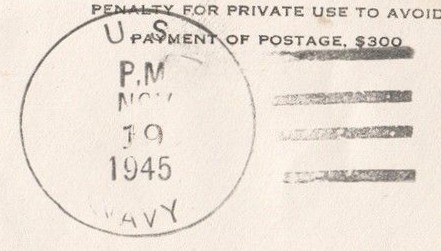 PENALTY FOR PRIVATE USE TO AVOID
PAYMENT OF POSTAGE, $300
U.S.
P.M
NOV
19
1945
NAVY